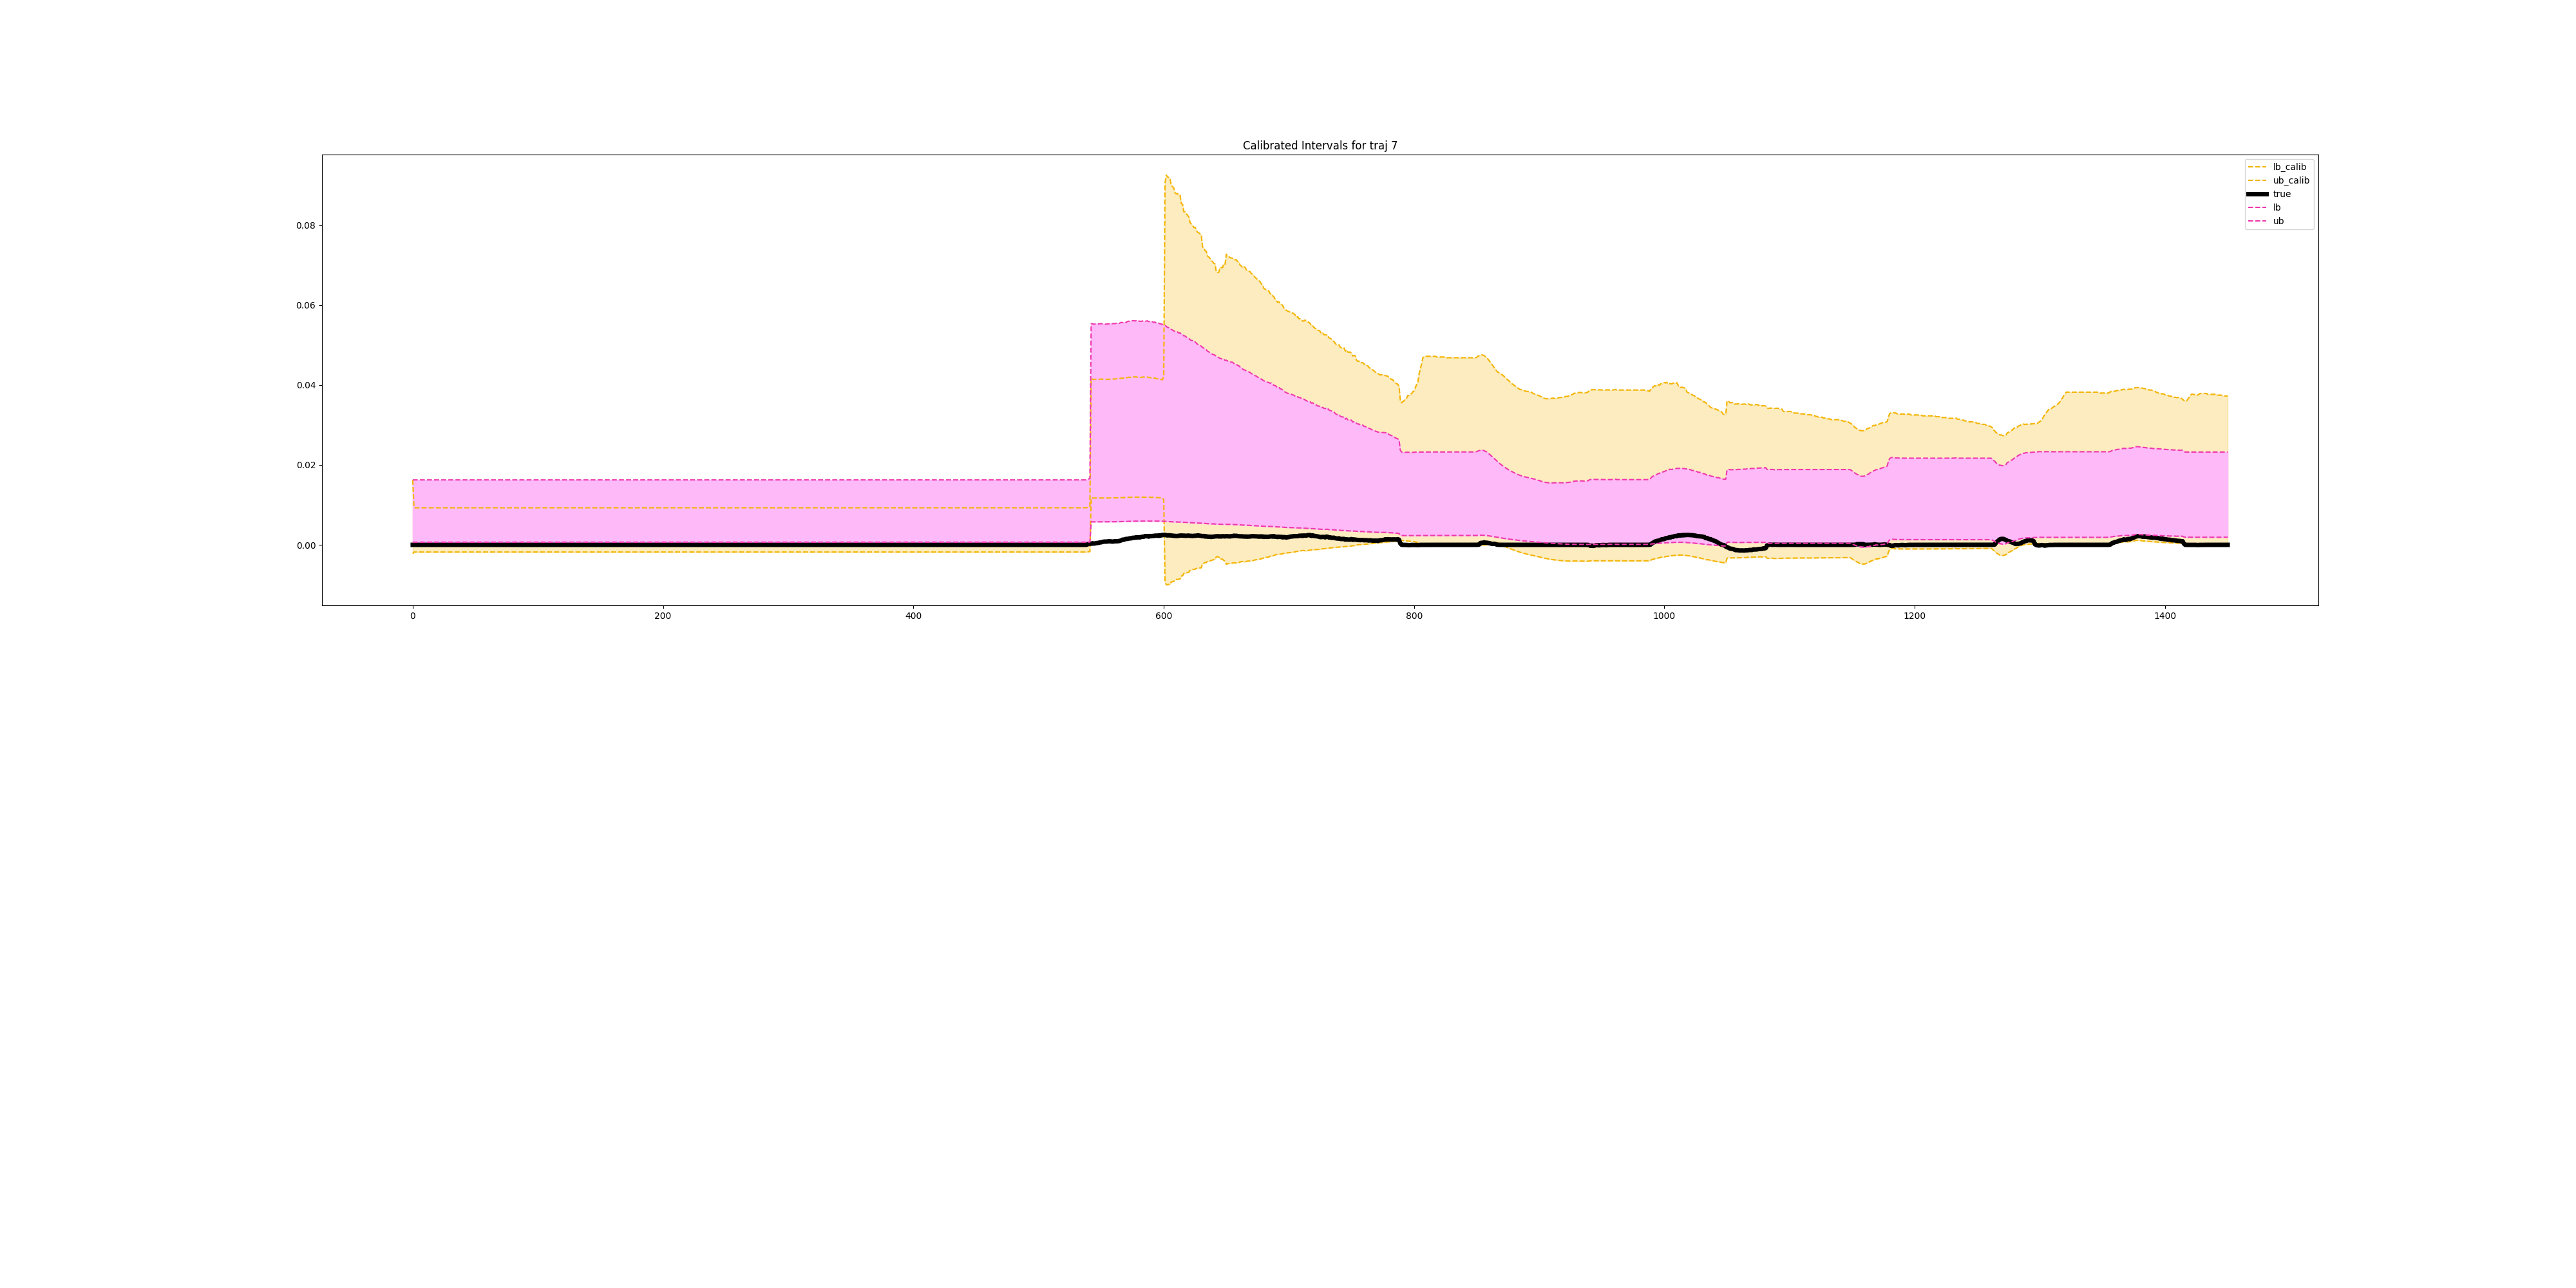 Calibrated Intervals for traj 7
lb_calib
ub_calib
true
lb
ub
0.08
0.06
0.04
0.02
0.00
0 200 400 600 800 1000 1200 1400